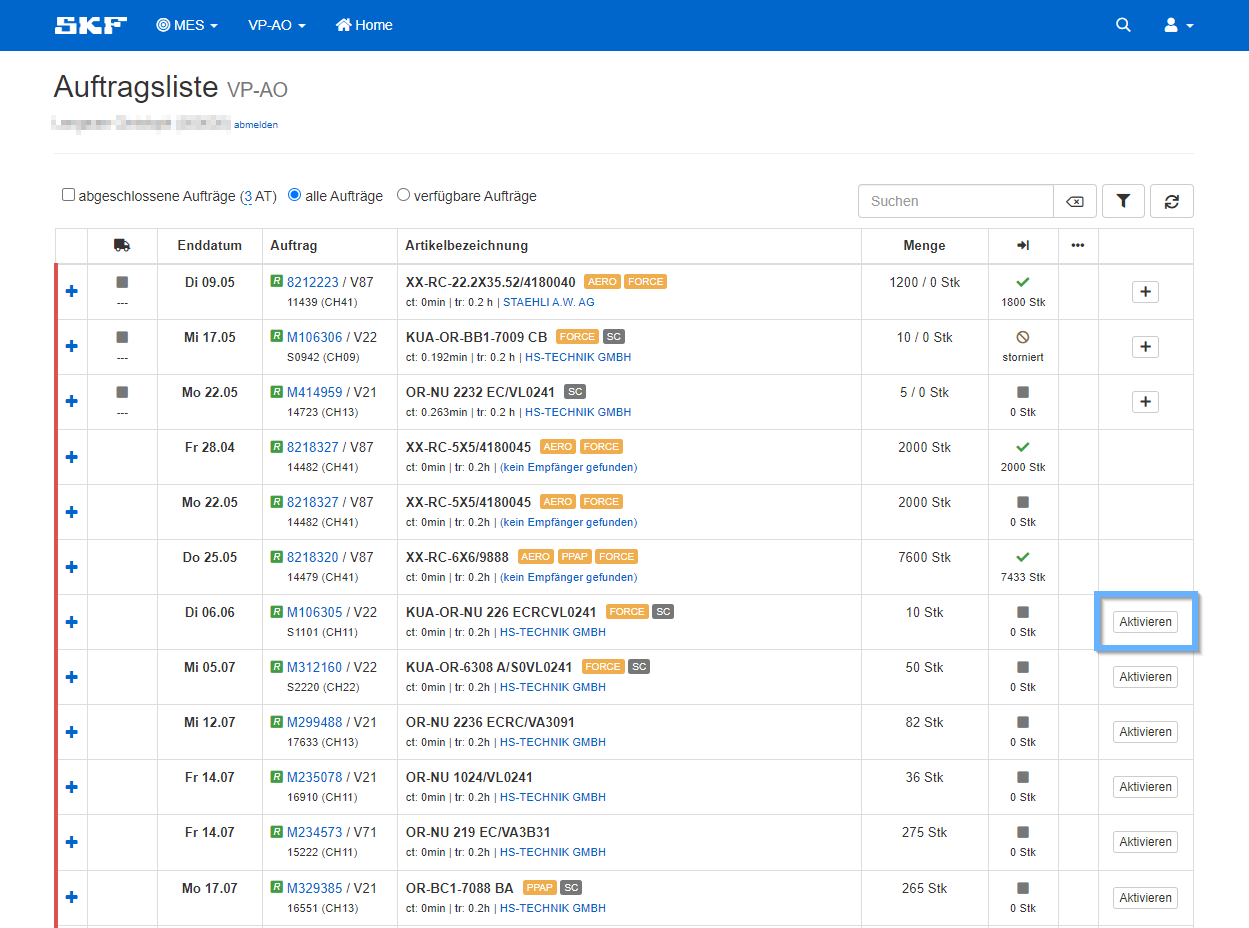 SKF MES VP-AO Home
Auftragsliste VP-AO
abmelden
abgeschlossene Aufträge (3 AT) alle Aufträge verfügbare Aufträge Suchen
Enddatum Auftrag Artikelbezeichnung Menge
Di 09.05 R 8212223 / V87 XX-RC-22.2X35.52/4180040 AERO FORCE 1200 / 0 Stk
--- 11439 (CH41) ct: 0min | tr: 0.2 h | STAEHLI A.W. AG 1800 Stk
Mi 17.05 R M106306 / V22 KUA-OR-BB1-7009 CB FORCE SC 10 / 0 Stk
--- S0942 (CH09) ct: 0.192min | tr: 0.2 h | HS-TECHNIK GMBH storniert
Mo 22.05 R M414959 / V21 OR-NU 2232 EC/VL0241 SC 5 / 0 Stk
--- 14723 (CH13) ct: 0.263min | tr: 0.2 h | HS-TECHNIK GMBH 0 Stk
Fr 28.04 R 8218327 / V87 XX-RC-5X5/4180045 AERO FORCE 2000 Stk
14482 (CH41) ct: 0min | tr: 0.2h | (kein Empfänger gefunden) 2000 Stk
Mo 22.05 R 8218327 / V87 XX-RC-5X5/4180045 AERO FORCE 2000 Stk
14482 (CH41) ct: 0min | tr: 0.2h | (kein Empfänger gefunden) 0 Stk
Do 25.05 R 8218320 / V87 XX-RC-6X6/9888 AERO PPAP FORCE 7600 Stk
14479 (CH41) ct: 0min | tr: 0.2h | (kein Empfänger gefunden) 7433 Stk
Di 06.06 R M106305 / V22 KUA-OR-NU 226 ECRCVL0241 FORCE SC 10 Stk Aktivieren
S1101 (CH11) ct: 0min | tr: 0.2h | HS-TECHNIK GMBH 0 Stk
Mi 05.07 R M312160 / V22 KUA-OR-6308 A/S0VL0241 FORCE SC 50 Stk Aktivieren
S2220 (CH22) ct: 0min | tr: 0.2h | HS-TECHNIK GMBH 0 Stk
Mi 12.07 R M299488 / V21 OR-NU 2236 ECRC/VA3091 82 Stk Aktivieren
17633 (CH13) ct: 0min | tr: 0.2h | HS-TECHNIK GMBH 0 Stk
Fr 14.07 R M235078 / V21 OR-NU 1024/VL0241 36 Stk Aktivieren
16910 (CH11) ct: 0min | tr: 0.2h | HS-TECHNIK GMBH 0 Stk
Fr 14.07 R M234573 / V71 OR-NU 219 EC/VA3B31 275 Stk Aktivieren
15222 (CH11) ct: 0min | tr: 0.2h | HS-TECHNIK GMBH 0 Stk
Mo 17.07 R M329385 / V21 OR-BC1-7088 BA PPAP SC 265 Stk Aktivieren
16551 (CH13) ct: 0min | tr: 0.2h | HS-TECHNIK GMBH 0 Stk